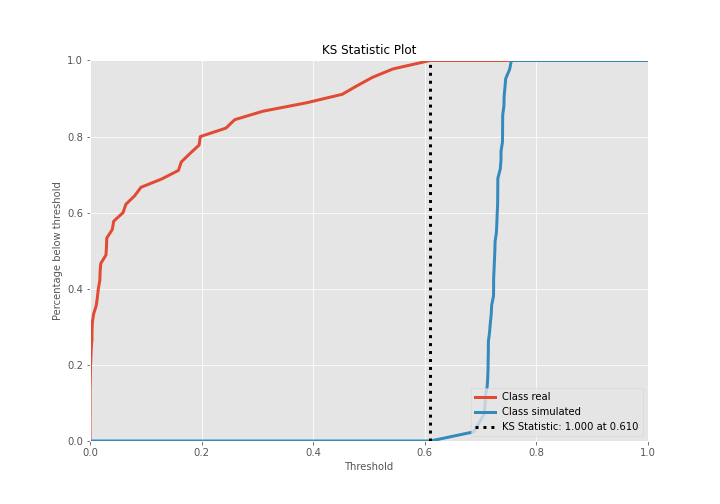 KS Statistic Plot
1.0
0.8
0.6
0.4
0.2
0.0
Percentage below threshold
0.0 0.2 0.4 0.6 0.8 1.0
Threshold
Class real
Class simulated
KS Statistic: 1.000 at 0.610